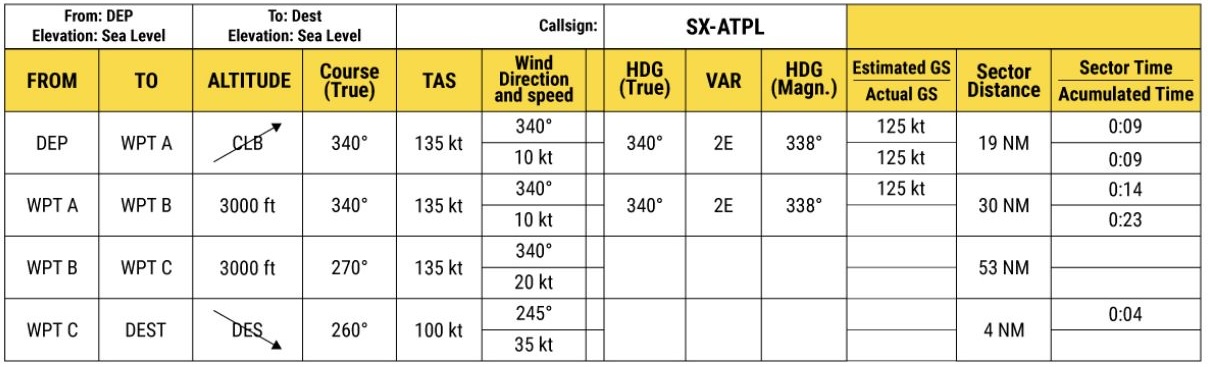 From: DEP
Elevation: Sea Level
To: Dest
Elevation: Sea Level
Callsign:
SX-ATPL
FROM
TO
ALTITUDE
Course
(True)
TAS
Wind
Direction
and speed
HDG
(True)
VAR
HDG
(Magn.)
Estimated GS
Actual GS
Sector
Distance
Sector Time
Acumulated Time
DEP
WPT A
CLB
340°
135 kt
340°
10 kt
340°
2E
338°
125 kt
125 kt
19 NM
0:09
0:09
WPT A
WPT B
3000 ft
340°
135 kt
340°
10 kt
340°
2E
338°
125 kt
30 NM
0:14
0:23
WPT B
WPT C
3000 ft
270°
135 kt
340°
20 kt
53 NM
WPT C
DEST
DES
260°
100 kt
245°
35 kt
4 NM
0:04